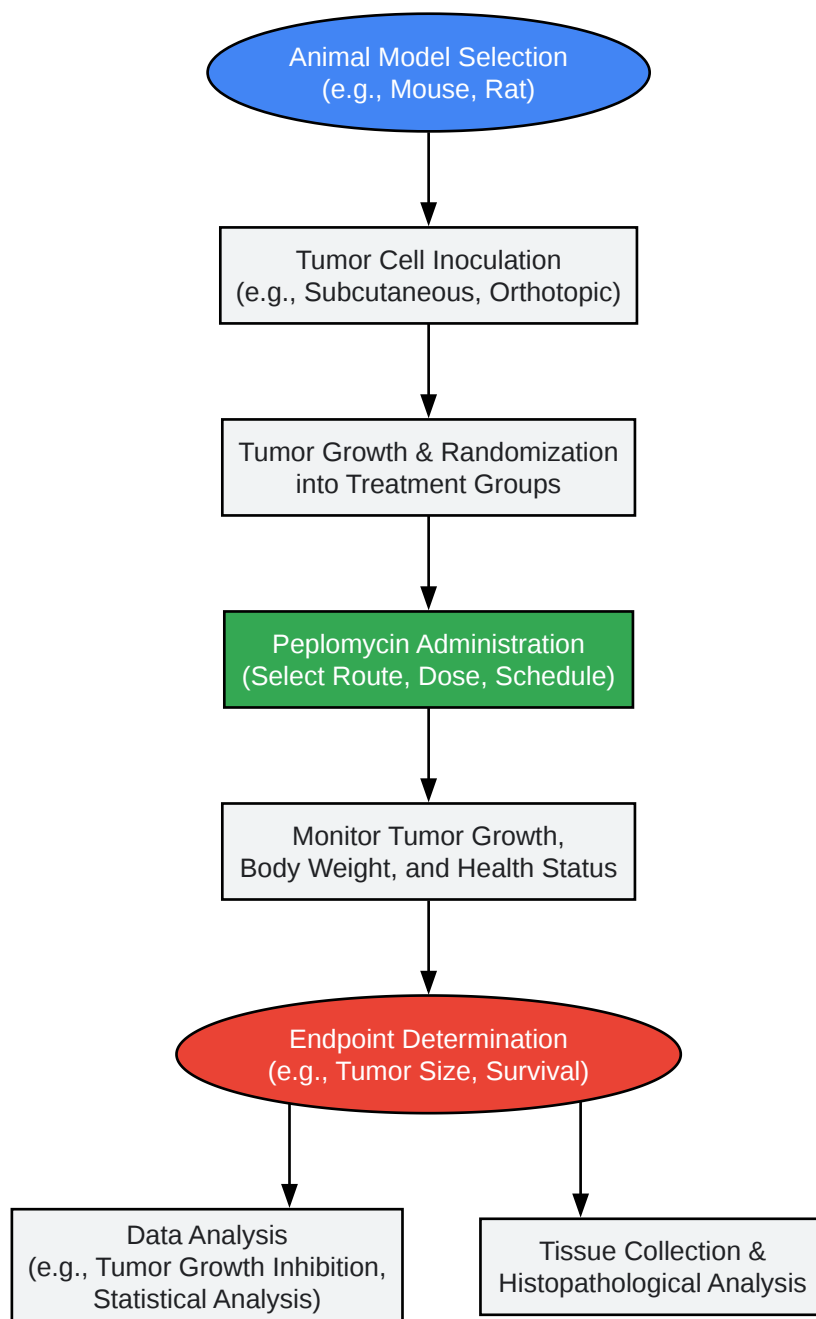 Animal Model Selection
(e.g., Mouse, Rat)
Tumor Cell Inoculation
(e.g., Subcutaneous, Orthotopic)
Tumor Growth & Randomization
into Treatment Groups
Peplomycin Administration
(Select Route, Dose, Schedule)
Monitor Tumor Growth,
Body Weight, and Health Status
Endpoint Determination
(e.g., Tumor Size, Survival)
Data Analysis
(e.g., Tumor Growth Inhibition,
Statistical Analysis)
Tissue Collection &
Histopathological Analysis